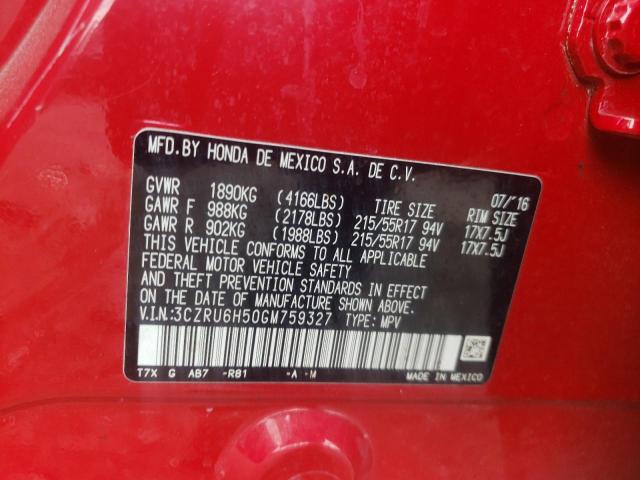 MFD. BY HONDA DE MEXICO S.A. DE C.V.
07/'16
GVWR 1890KG (4166LBS) TIRE SIZE RIM SIZE
GAWR F 988KG (2178LBS) 215/55R17 94V 17X7.5J
GAWR R 902KG (1988LBS) 215/55R17 94V 17X7.5J
THIS VEHICLE CONFORMS TO ALL APPLICABLE
FEDERAL MOTOR VEHICLE SAFETY
AND THEFT PREVENTION STANDARDS IN EFFECT
ON THE DATE OF MANUFACTURE SHOWN ABOVE.
V.I.N.:3CZRU6H50GM759327 TYPE: MPV
T7X G AB7 -RB1 -A -M MADE IN MEXICO